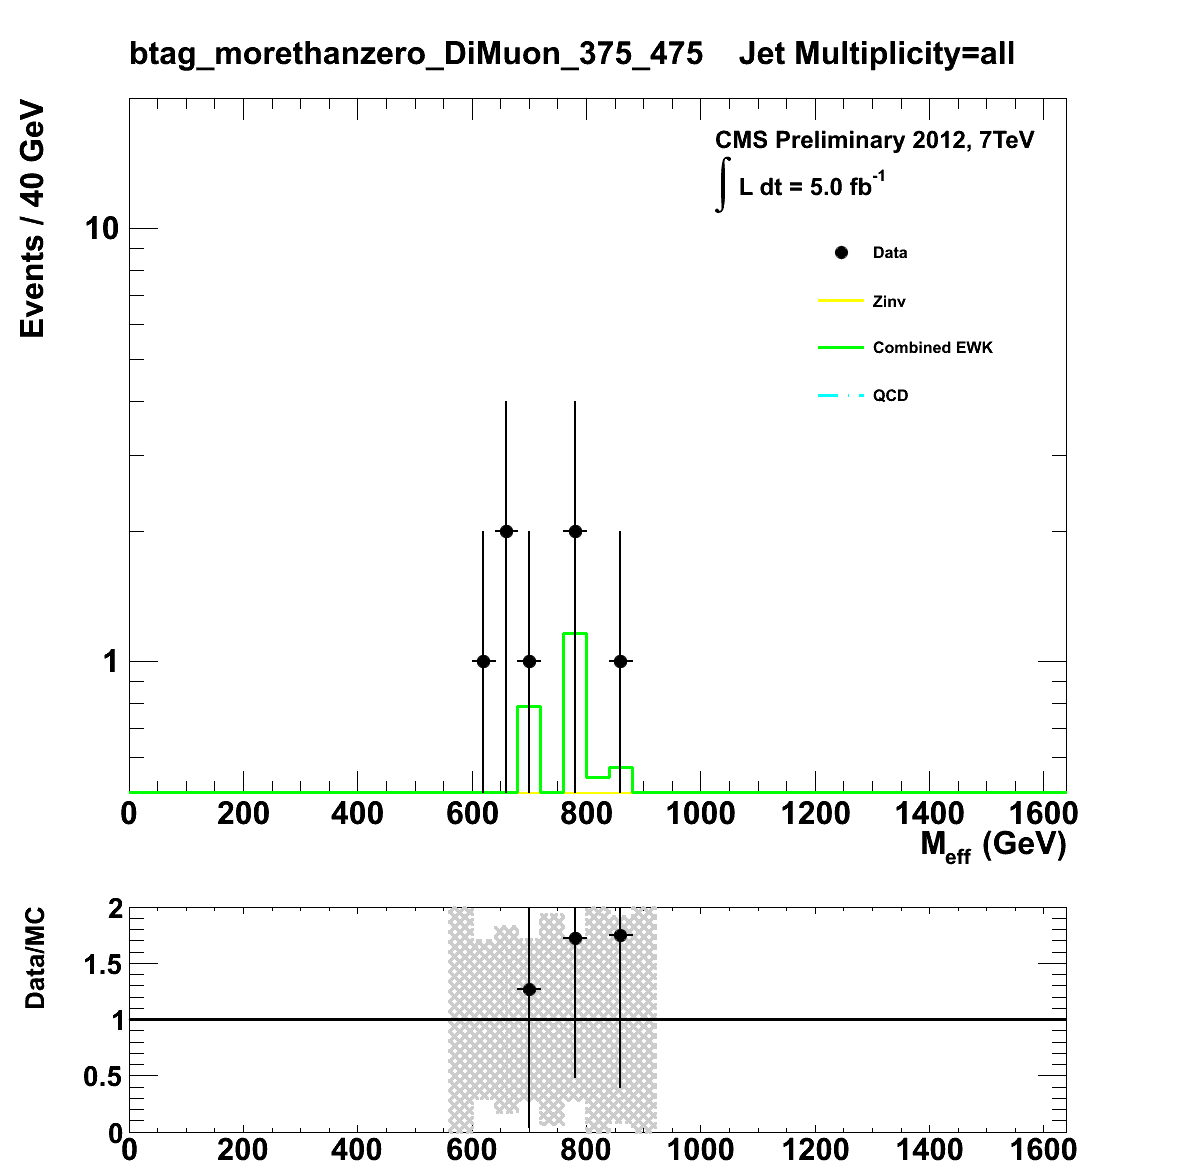 btag_morethanzero_DiMuon_375_475 Jet Multiplicity=all
Events / 40 GeV
CMS Preliminary 2012, 7TeV
∫ L dt = 5.0 fb⁻¹
Data
Zinv
Combined EWK
QCD
10
1
0 200 400 600 800 1000 1200 1400 1600
M_eff (GeV)
Data/MC
2
1.5
1
0.5
0
0 200 400 600 800 1000 1200 1400 1600